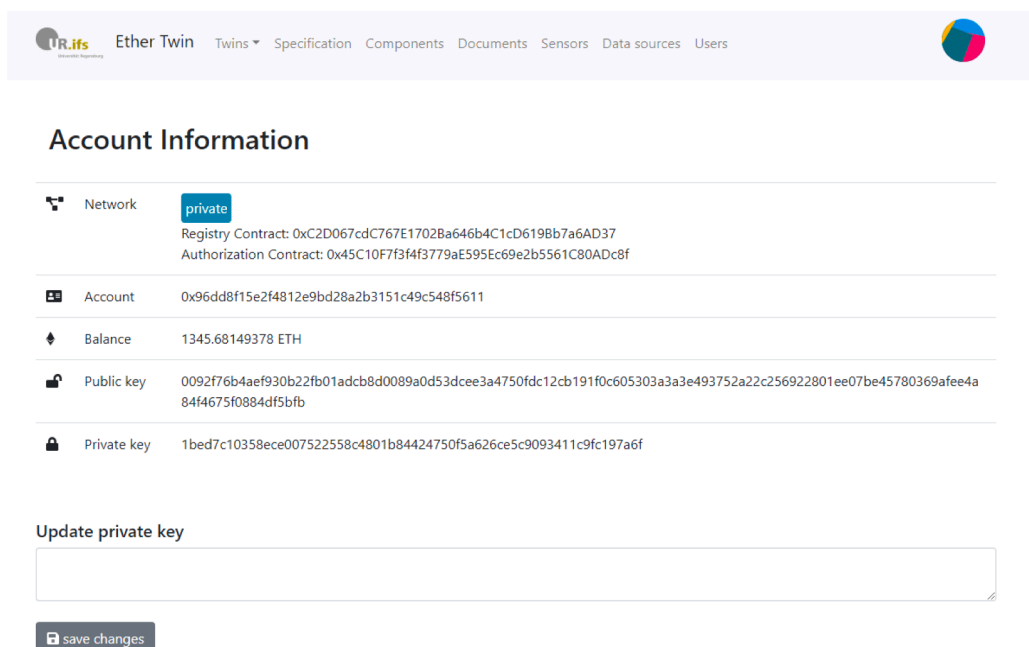 UR.ifs
Universität Regensburg
Ether Twin
Twins
Specification
Components
Documents
Sensors
Data sources
Users
Account Information
Network
private
Registry Contract: 0xC2D067cdC767E1702Ba646b4C1cD619Bb7a6AD37
Authorization Contract: 0x45C10F7f3f4f3779aE595Ec69e2b5561C80ADc8f
Account
0x96dd8f15e2f4812e9bd28a2b3151c49c548f5611
Balance
1345.68149378 ETH
Public key
0092f76b4aef930b22fb01adcb8d0089a0d53dcee3a4750fdc12cb191f0c605303a3a3e493752a22c256922801ee07be45780369afee4a
84f4675f0884df5bfb
Private key
1bed7c10358ece007522558c4801b84424750f5a626ce5c9093411c9fc197a6f
Update private key
save changes